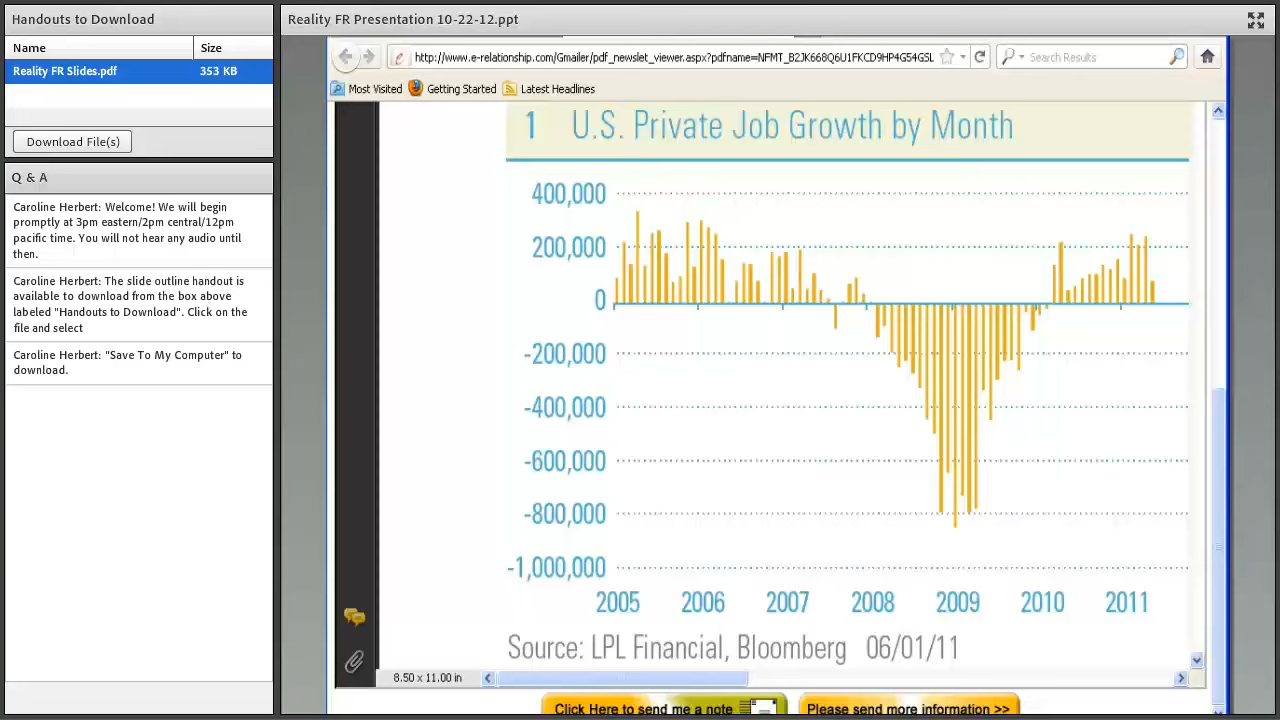 Handouts to Download
Name Size
Reality FR Slides.pdf 353 KB
Download File(s)
Q & A
Caroline Herbert: Welcome! We will begin
promptly at 3pm eastern/2pm central/12pm
pacific time. You will not hear any audio until
then.
Caroline Herbert: The slide outline handout is
available to download from the box above
labeled "Handouts to Download". Click on the
file and select
Caroline Herbert: "Save To My Computer" to
download.
Reality FR Presentation 10-22-12.ppt
http://www.e-relationship.com/Gmailer/pdf_newslet_viewer.aspx?pdfname=NFMT_B2JK668Q6U1FKCD9HP4G54GSL
Search Results
Most Visited Getting Started Latest Headlines
1 U.S. Private Job Growth by Month
400,000
200,000
0
-200,000
-400,000
-600,000
-800,000
-1,000,000
2005 2006 2007 2008 2009 2010 2011
Source: LPL Financial, Bloomberg 06/01/11
8.50 x 11.00 in
Click Here to send me a note
Please send more information >>